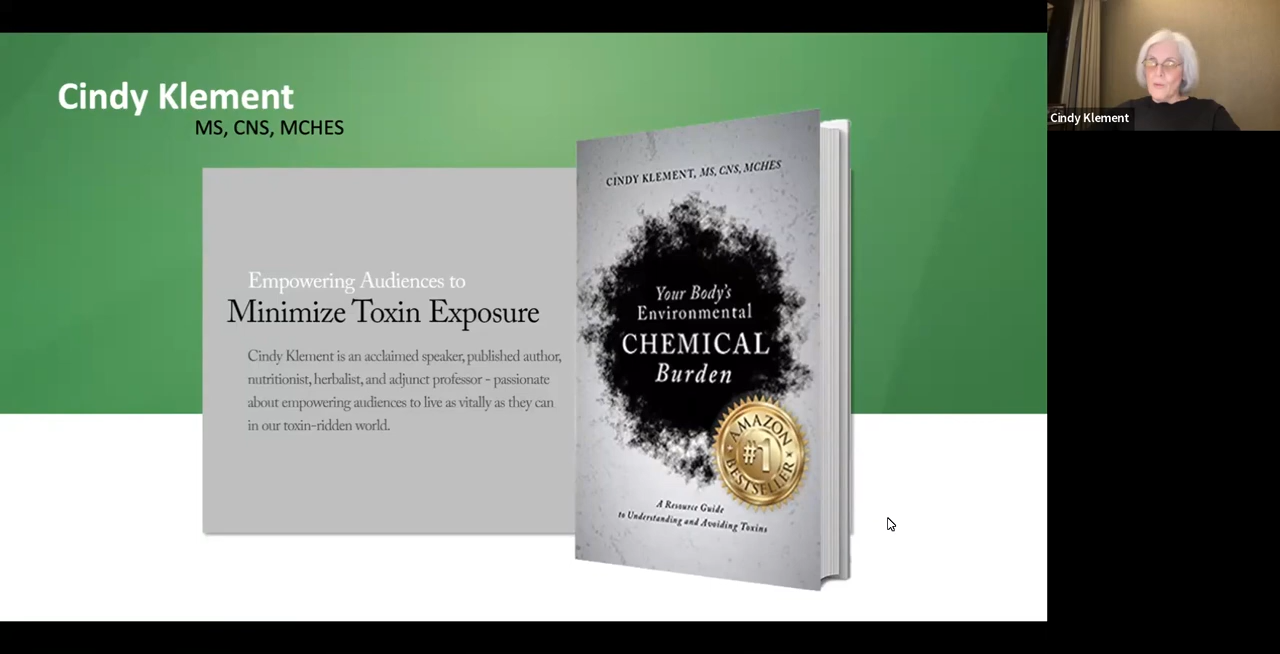 Cindy Klement
MS, CNS, MCHES
Empowering Audiences to
Minimize Toxin Exposure
Cindy Klement is an acclaimed speaker, published author,
nutritionist, herbalist, and adjunct professor - passionate
about empowering audiences to live as vitally as they can
in our toxin-ridden world.
CINDY KLEMENT, MS, CNS, MCHES
Your Body's
Environmental
CHEMICAL
Burden
AMAZON
#1
BESTSELLER
A Resource Guide
to Understanding and Avoiding Toxins
Cindy Klement